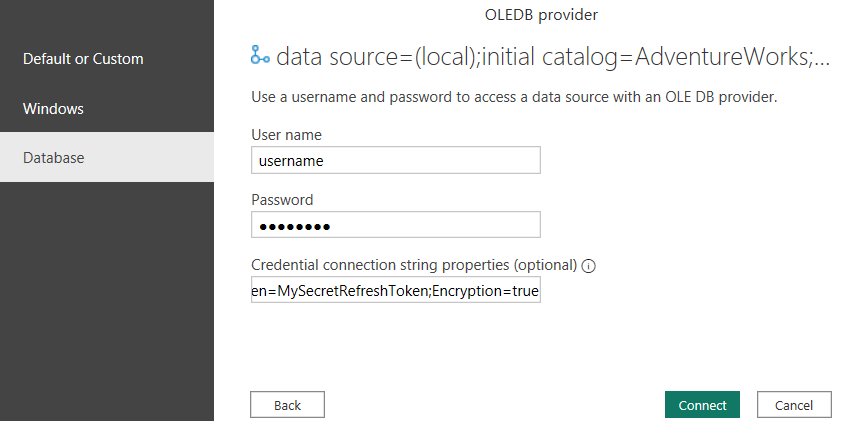 OLEDB provider
Default or Custom
Windows
Database
data source=(local);initial catalog=AdventureWorks;...
Use a username and password to access a data source with an OLE DB provider.
User name
username
Password
●●●●●●●●
Credential connection string properties (optional)
en=MySecretRefreshToken;Encryption=true
Back
Connect
Cancel